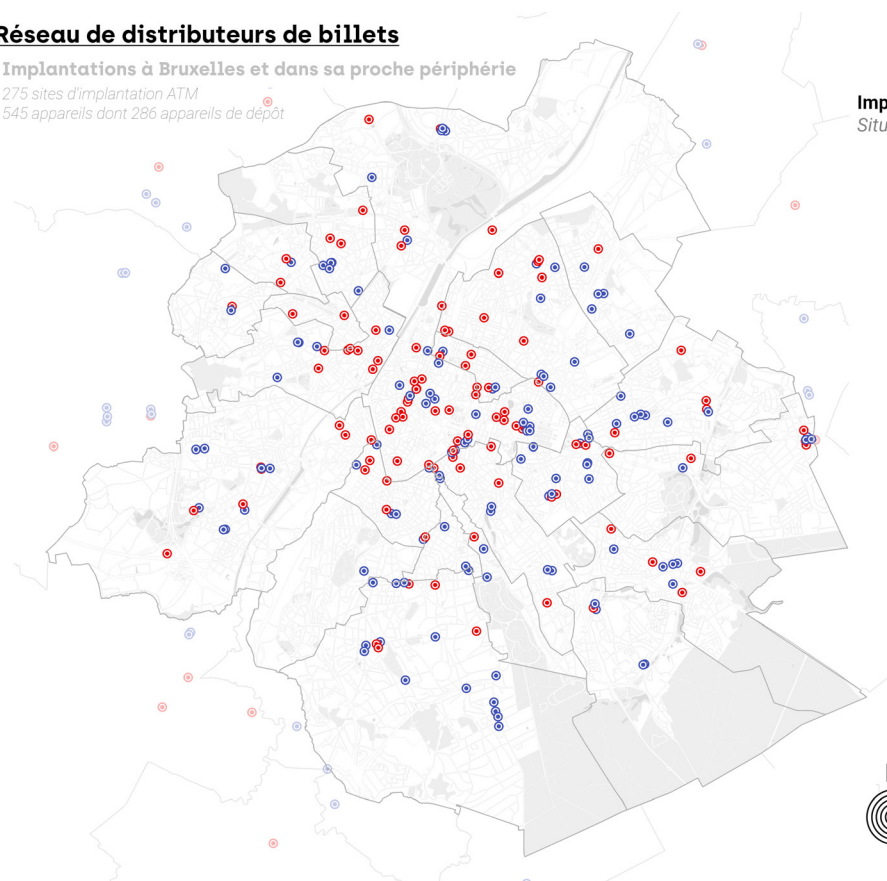 Réseau de distributeurs de billets
Implantations à Bruxelles et dans sa proche périphérie
275 sites d'implantation ATM
545 appareils dont 286 appareils de dépôt
Imp
Situ